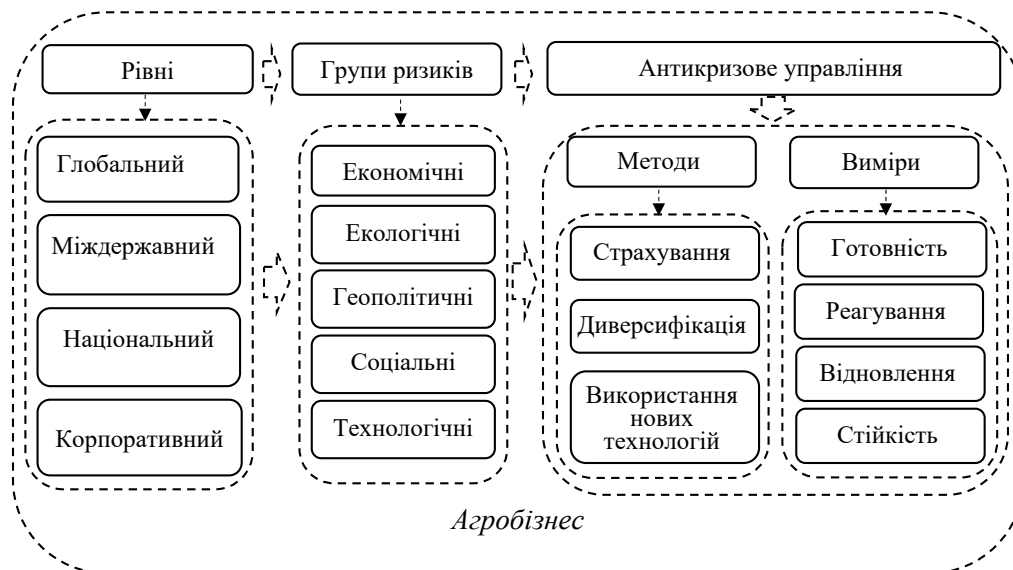 Рівні
Групи ризиків
Антикризове управління
Глобальний
Міждержавний
Національний
Корпоративний
Економічні
Екологічні
Геополітичні
Соціальні
Технологічні
Методи
Страхування
Диверсифікація
Використання
нових
технологій
Виміри
Готовність
Реагування
Відновлення
Стійкість
Агробізнес